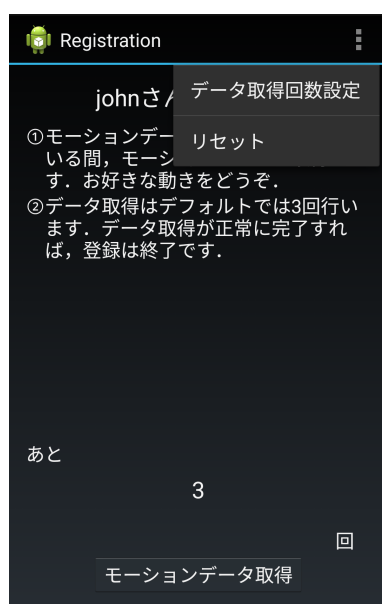 Registration
データ取得回数設定
リセット
johnさん
①モーションデー
いる間，モーシ
す．お好きな動きをどうぞ．
②データ取得はデフォルトでは3回行い
ます．データ取得が正常に完了すれ
ば，登録は終了です．
あと
3
回
モーションデータ取得